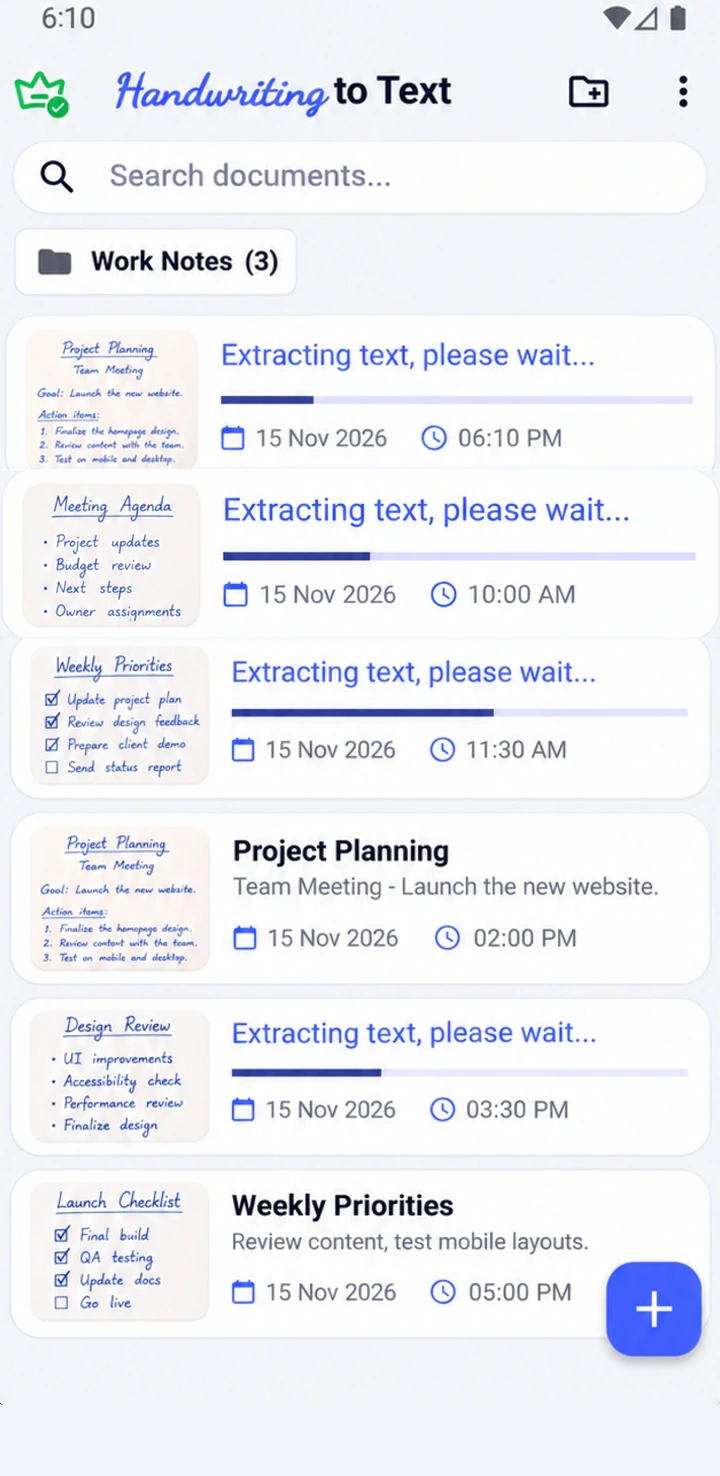 6:10
Handwriting to Text
Search documents...
Work Notes (3)
Project Planning
Team Meeting
Goal: Launch the new website.
Action items:
1. Finalize the homepage design.
2. Review content with the team.
3. Test on mobile and desktop.
Extracting text, please wait...
15 Nov 2026 06:10 PM
Meeting Agenda
• Project updates
• Budget review
• Next steps
• Owner assignments
Extracting text, please wait...
15 Nov 2026 10:00 AM
Weekly Priorities
☑ Update project plan
☑ Review design feedback
☑ Prepare client demo
☐ Send status report
Extracting text, please wait...
15 Nov 2026 11:30 AM
Project Planning
Team Meeting
Goal: Launch the new website.
Action items:
1. Finalize the homepage design.
2. Review content with the team.
3. Test on mobile and desktop.
Project Planning
Team Meeting - Launch the new website.
15 Nov 2026 02:00 PM
Design Review
• UI improvements
• Accessibility check
• Performance review
• Finalize design
Extracting text, please wait...
15 Nov 2026 03:30 PM
Launch Checklist
☑ Final build
☑ QA testing
☑ Update docs
☐ Go live
Weekly Priorities
Review content, test mobile layouts.
15 Nov 2026 05:00 PM